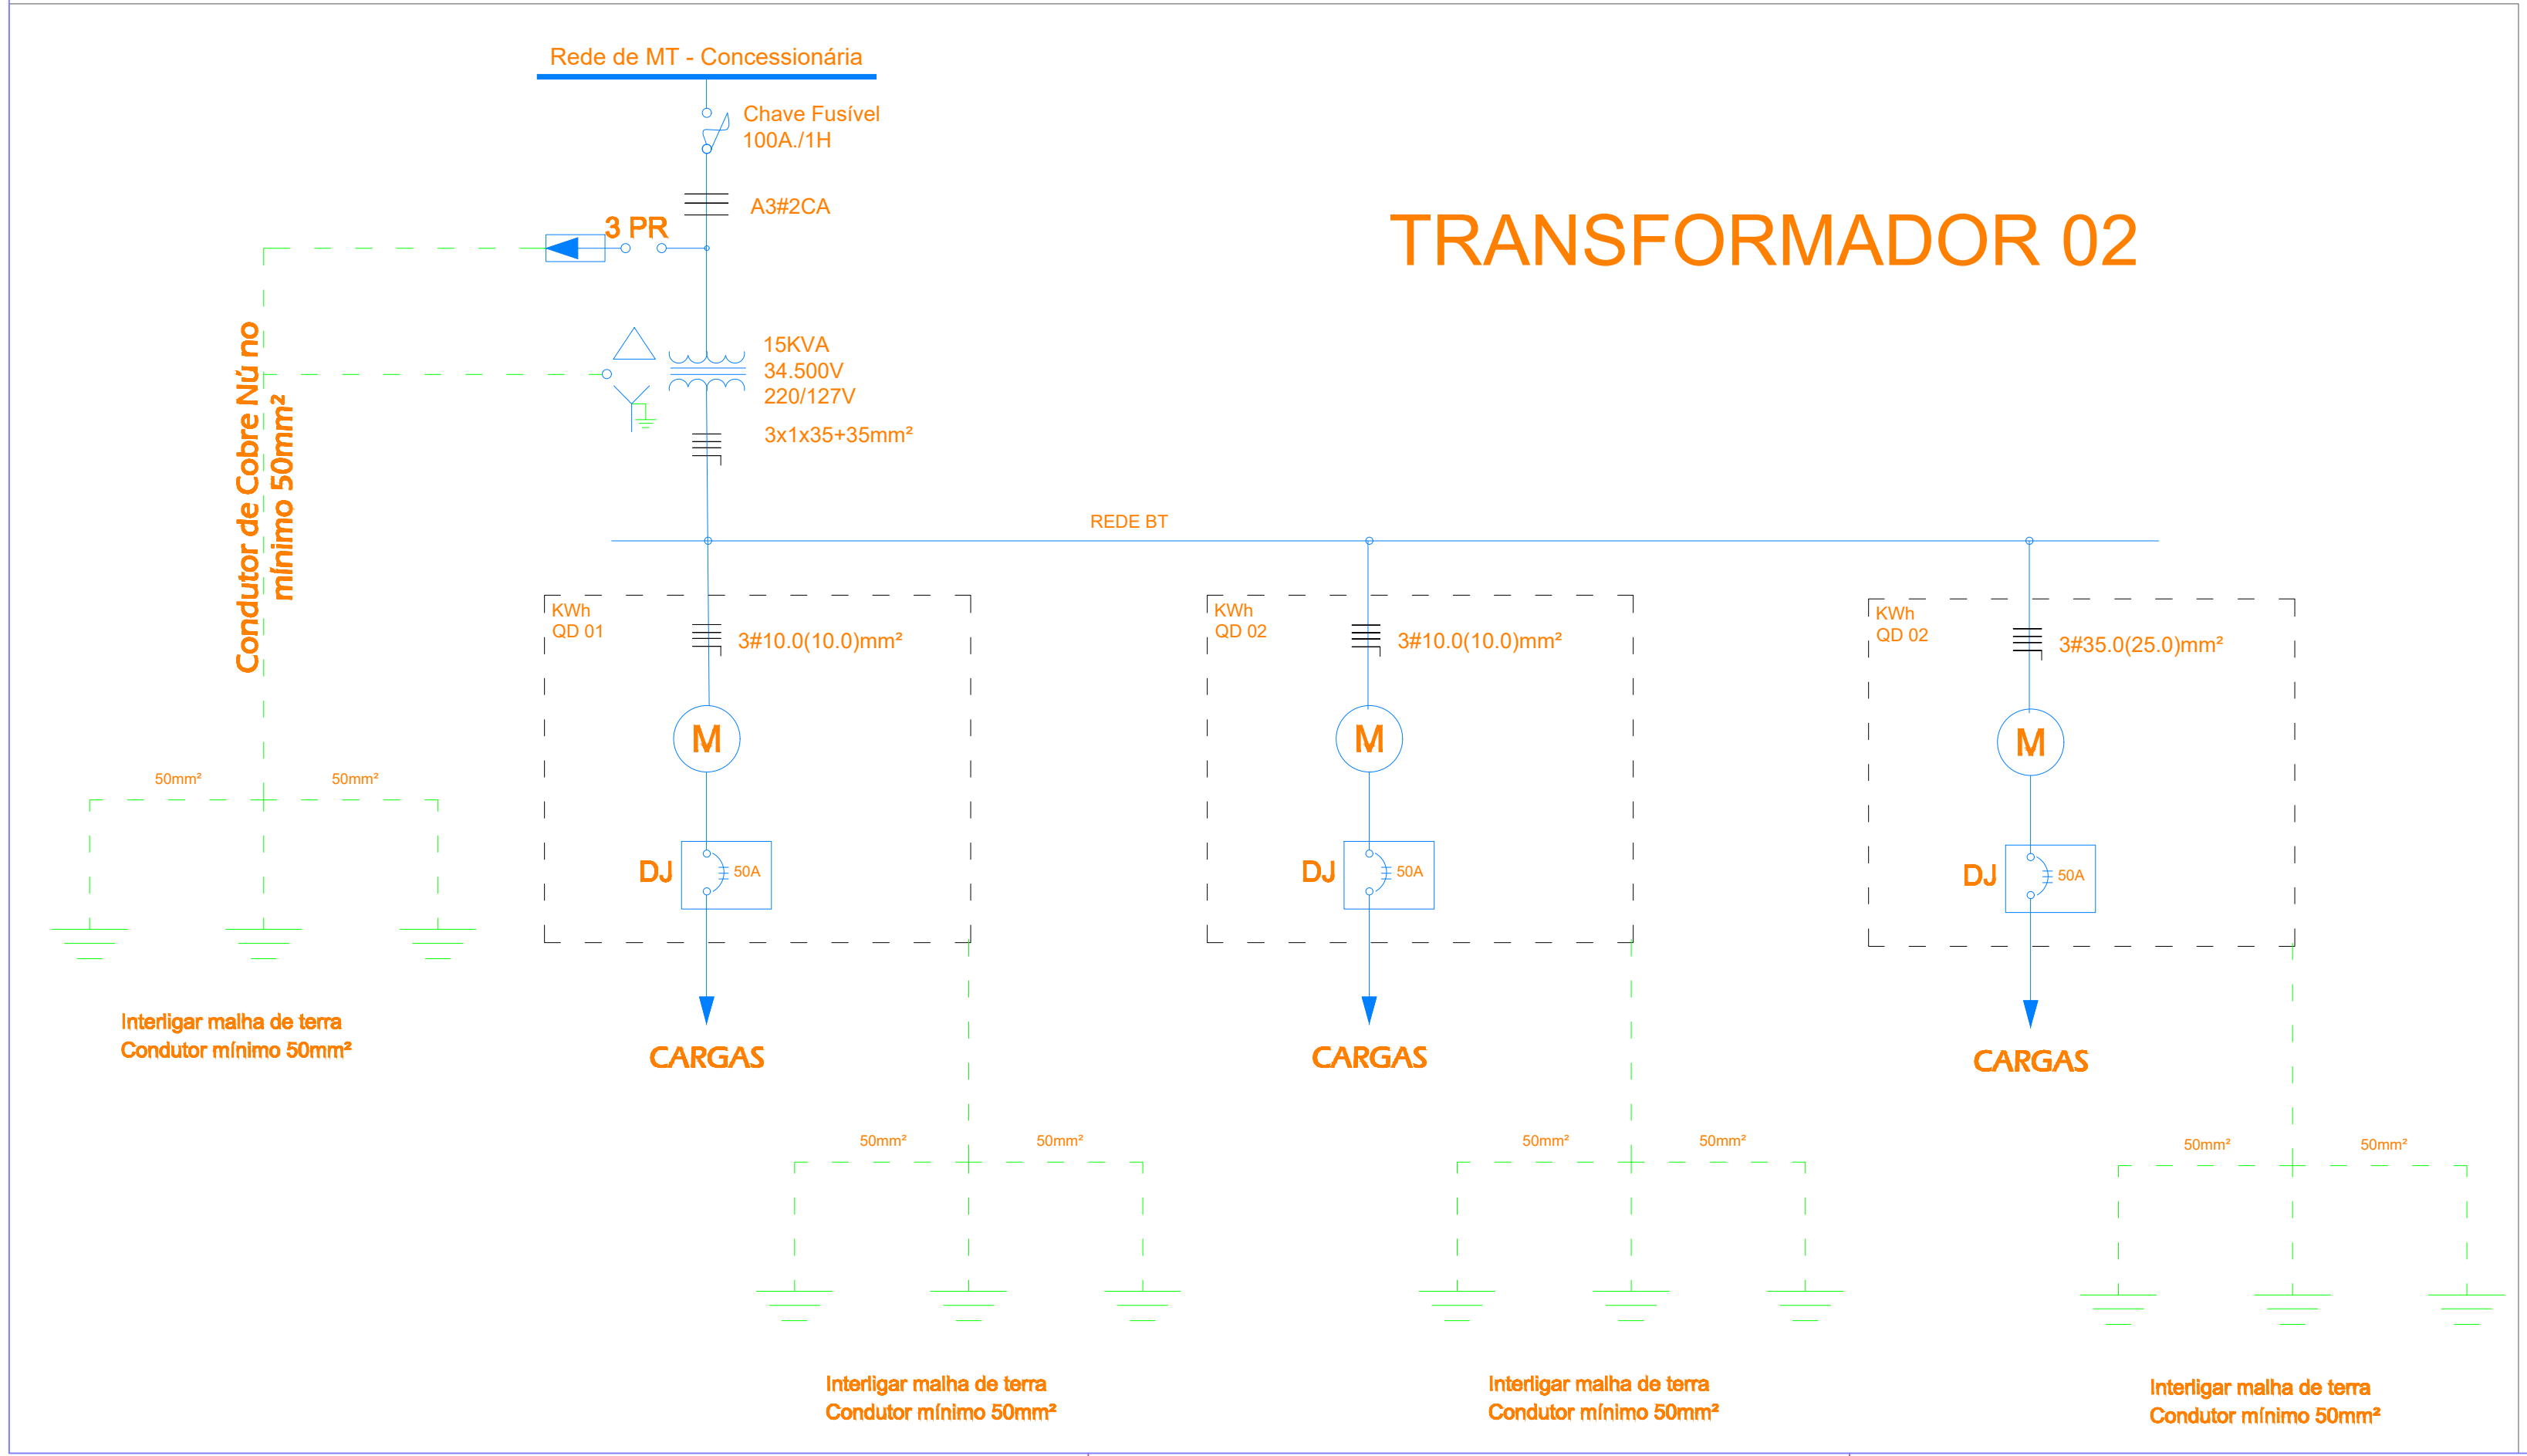 Rede de MT - Concessionária
Chave Fusível
100A./1H
A3#2CA
3 PR
TRANSFORMADOR 02
15KVA
34.500V
220/127V
3x1x35+35mm²
Condutor de Cobre Nú no
mínimo 50mm²
REDE BT
KWh
QD 01
3#10.0(10.0)mm²
M
DJ
50A
CARGAS
KWh
QD 02
3#10.0(10.0)mm²
M
DJ
50A
CARGAS
KWh
QD 02
3#35.0(25.0)mm²
M
DJ
50A
CARGAS
50mm²
50mm²
Interligar malha de terra
Condutor mínimo 50mm²
50mm²
50mm²
Interligar malha de terra
Condutor mínimo 50mm²
50mm²
50mm²
Interligar malha de terra
Condutor mínimo 50mm²
50mm²
50mm²
Interligar malha de terra
Condutor mínimo 50mm²